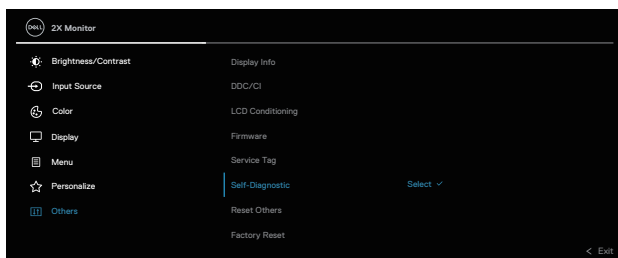 DELL 2X Monitor
Brightness/Contrast
Display Info
Input Source
DDC/CI
Color
LCD Conditioning
Display
Firmware
Menu
Service Tag
Personalize
Self-Diagnostic Select
Others
Reset Others
Factory Reset
< Exit